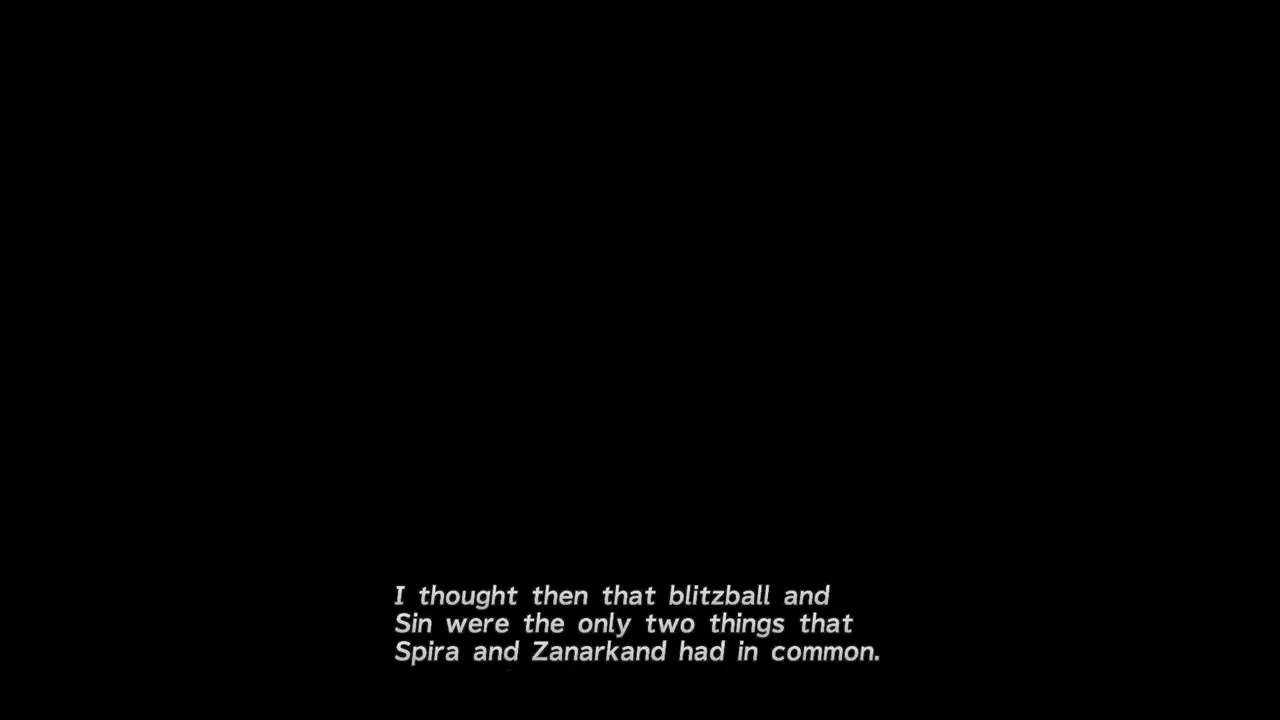 I thought then that blitzball and
Sin were the only two things that
Spira and Zanarkand had in common.